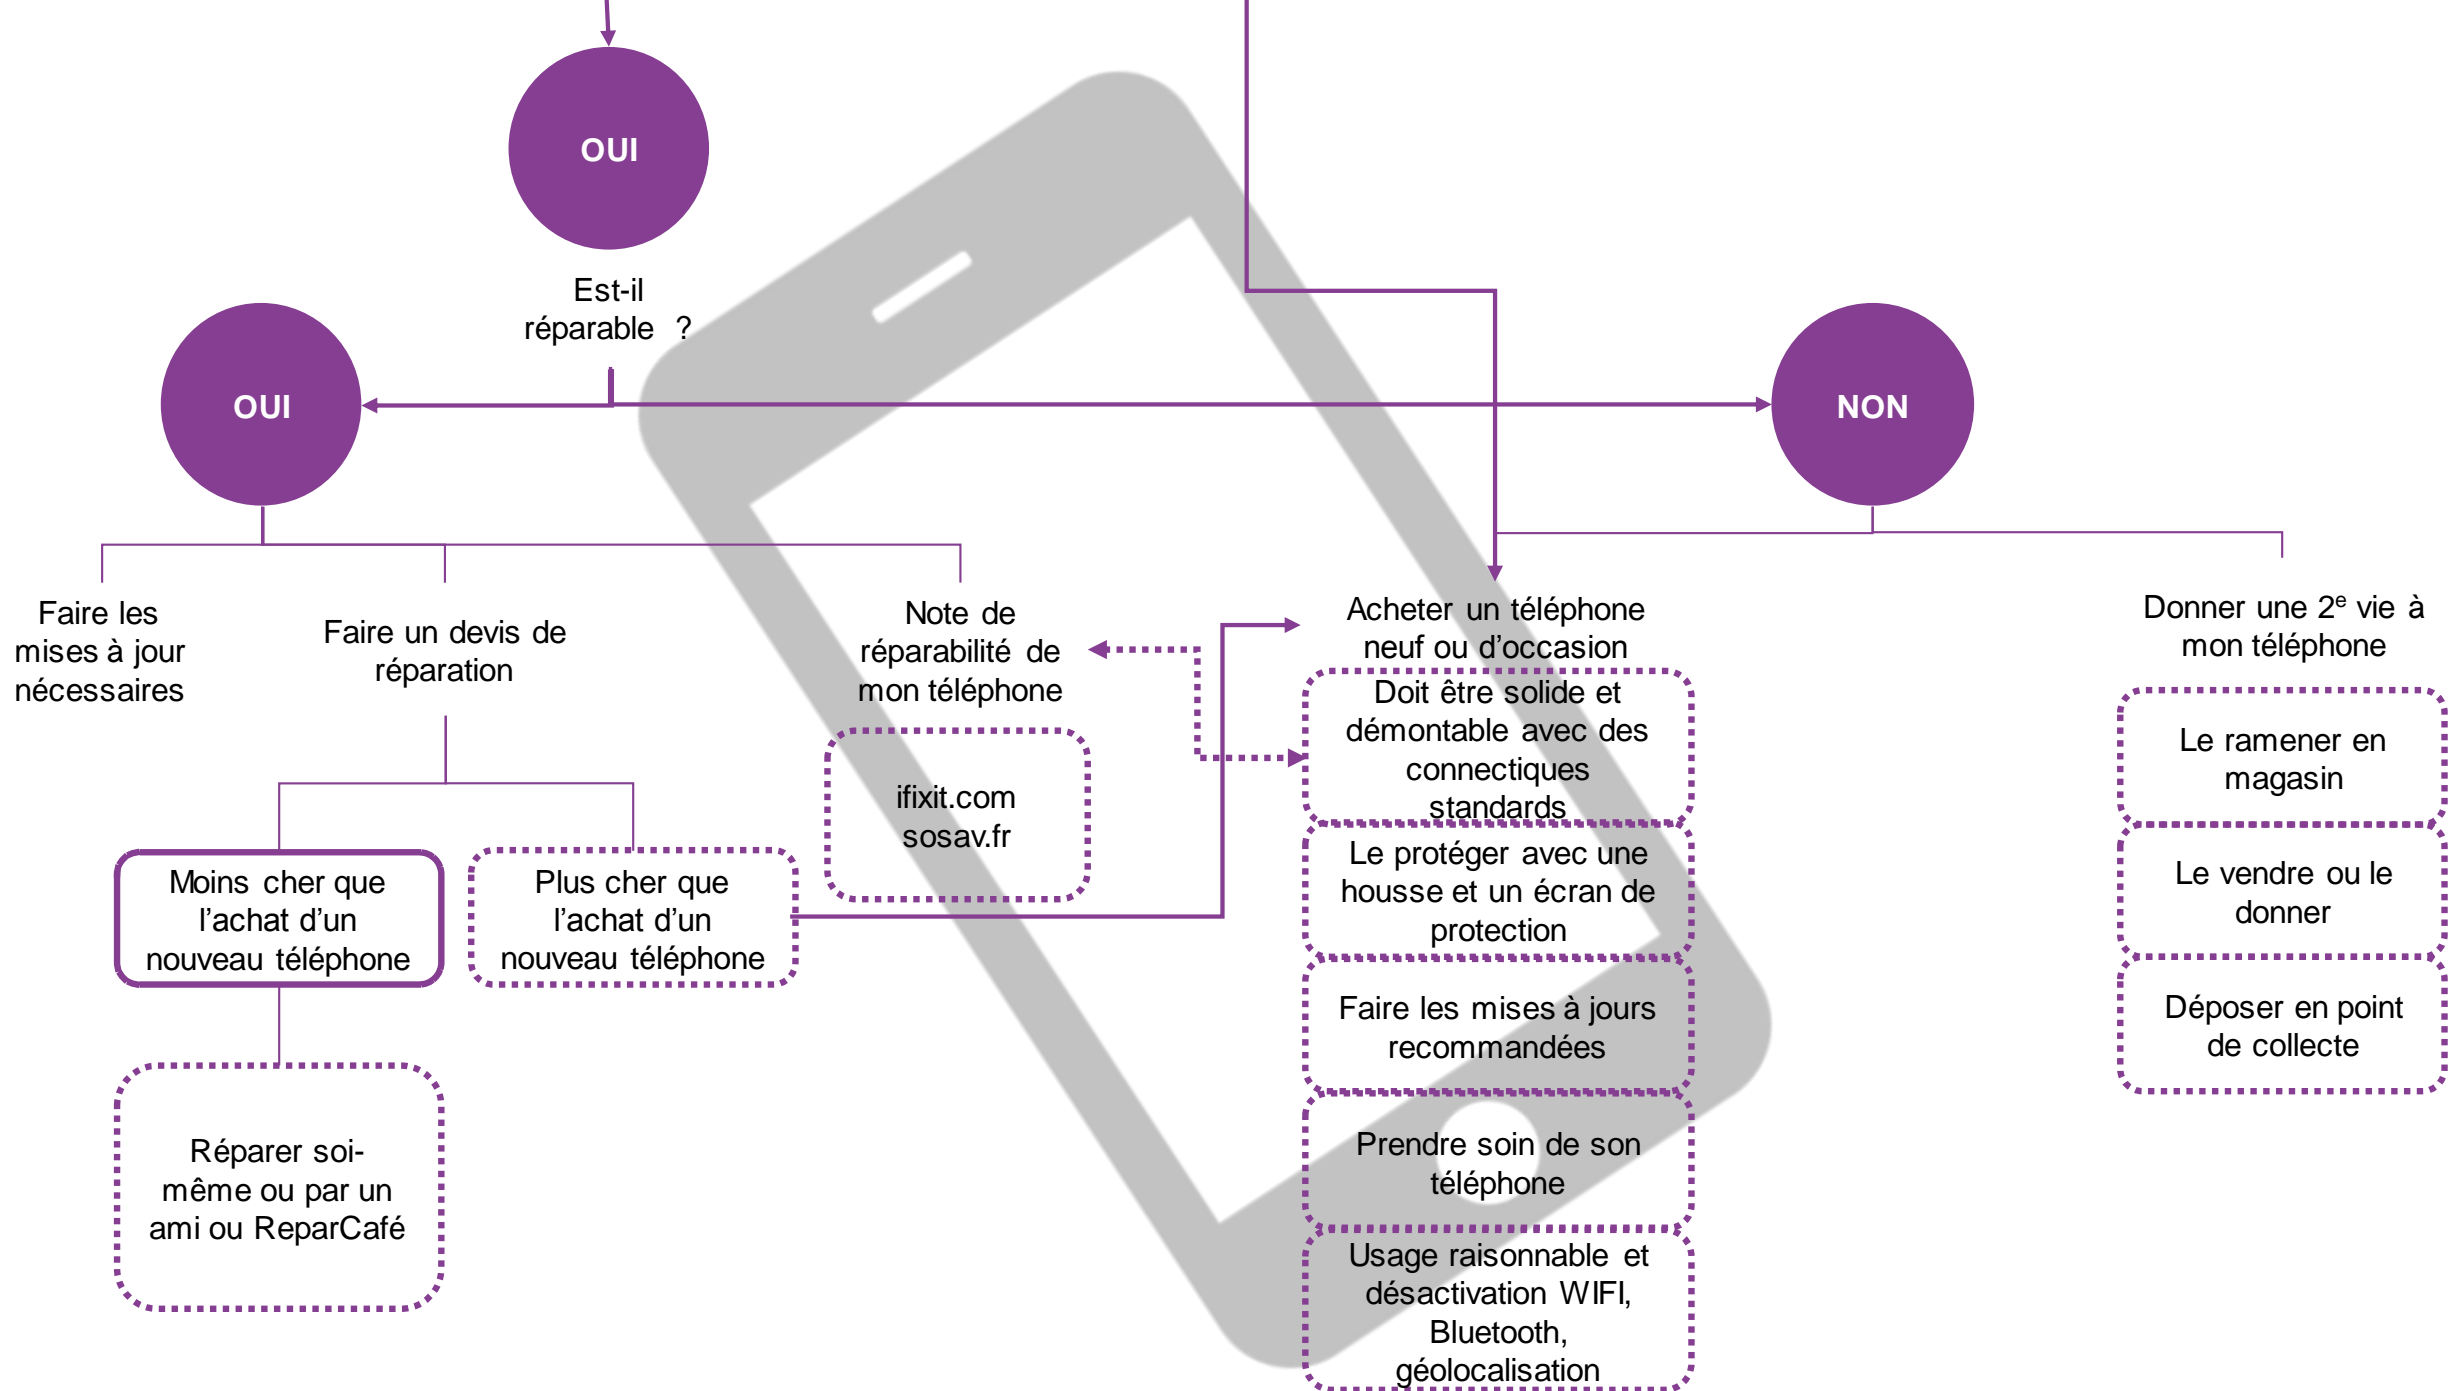 OUI
Est-il
réparable ?
OUI
NON
Faire les
mises à jour
nécessaires
Faire un devis de
réparation
Note de
réparabilité de
mon téléphone
Acheter un téléphone
neuf ou d’occasion
Donner une 2e vie à
mon téléphone
ifixit.com
sosav.fr
Doit être solide et
démontable avec des
connectiques
standards
Le ramener en
magasin
Moins cher que
l’achat d’un
nouveau téléphone
Plus cher que
l’achat d’un
nouveau téléphone
Le protéger avec une
housse et un écran de
protection
Le vendre ou le
donner
Faire les mises à jours
recommandées
Déposer en point
de collecte
Réparer soi-
même ou par un
ami ou ReparCafé
Prendre soin de son
téléphone
Usage raisonnable et
désactivation WIFI,
Bluetooth,
géolocalisation